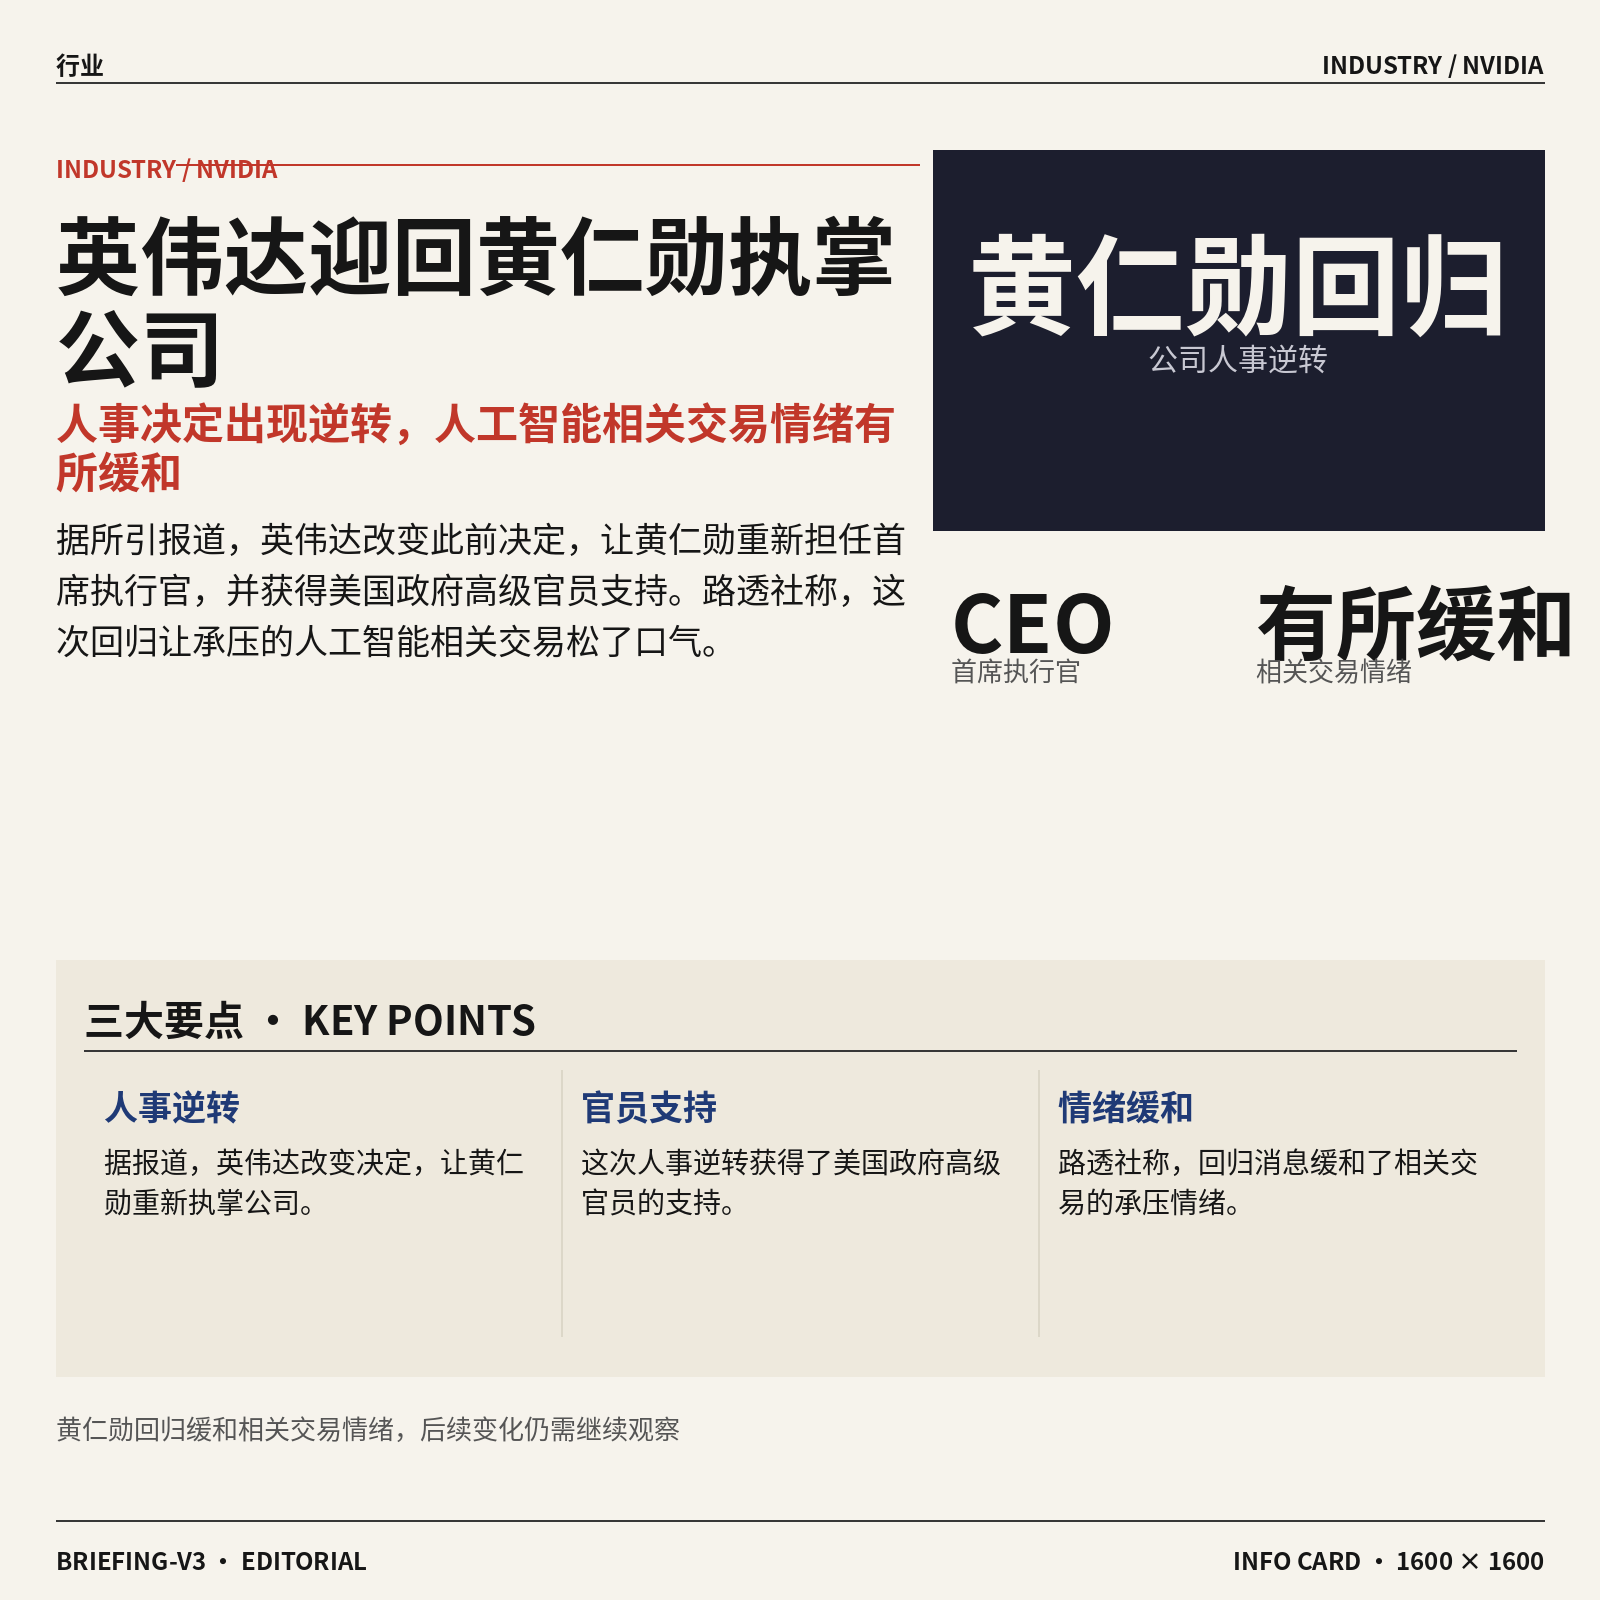 行业
INDUSTRY / NVIDIA
INDUSTRY / NVIDIA
英伟达迎回黄仁勋执掌
公司
人事决定出现逆转，人工智能相关交易情绪有
所缓和
据所引报道，英伟达改变此前决定，让黄仁勋重新担任首
席执行官，并获得美国政府高级官员支持。路透社称，这
次回归让承压的人工智能相关交易松了口气。
黄仁勋回归
公司人事逆转
CEO
首席执行官
有所缓和
相关交易情绪
三大要点 · KEY POINTS
人事逆转
据报道，英伟达改变决定，让黄仁
勋重新执掌公司。
官员支持
这次人事逆转获得了美国政府高级
官员的支持。
情绪缓和
路透社称，回归消息缓和了相关交
易的承压情绪。
黄仁勋回归缓和相关交易情绪，后续变化仍需继续观察
BRIEFING-V3 · EDITORIAL
INFO CARD · 1600 × 1600